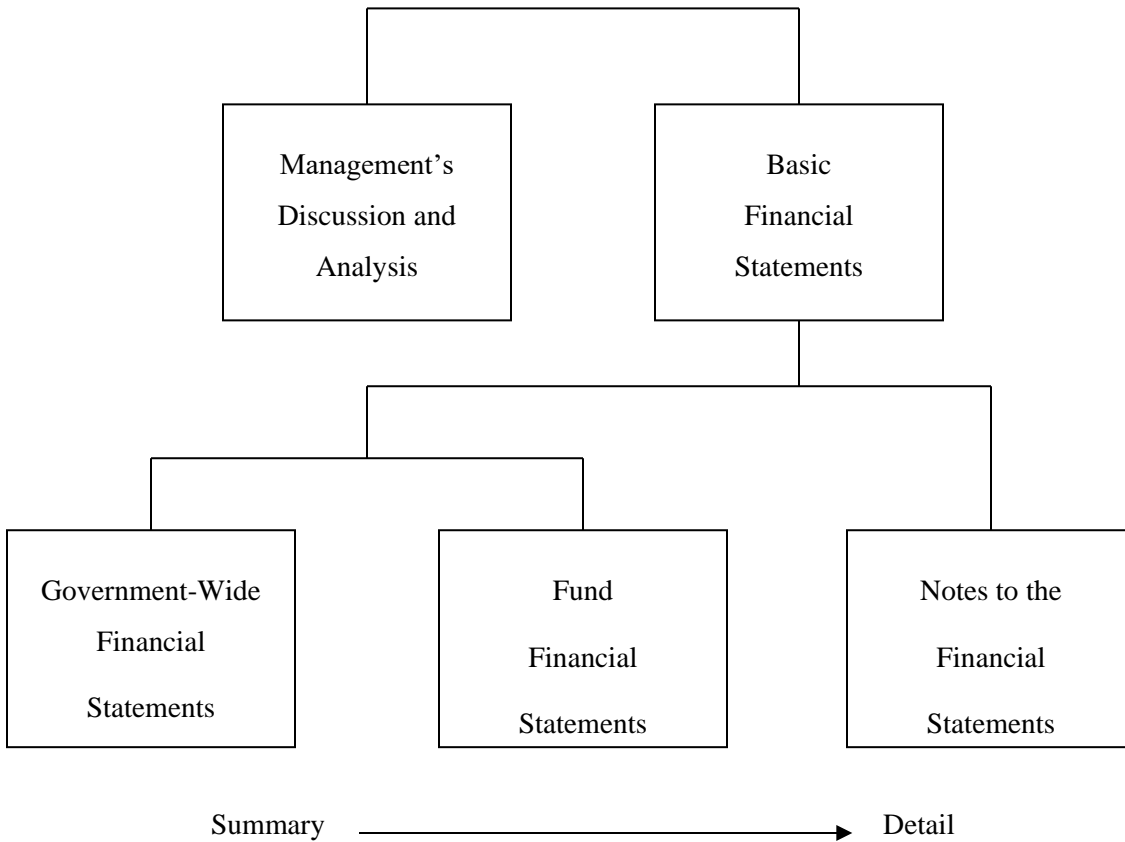 Management’s
Discussion and
Analysis
Basic
Financial
Statements
Government-Wide
Financial
Statements
Fund
Financial
Statements
Notes to the
Financial
Statements
Summary
Detail